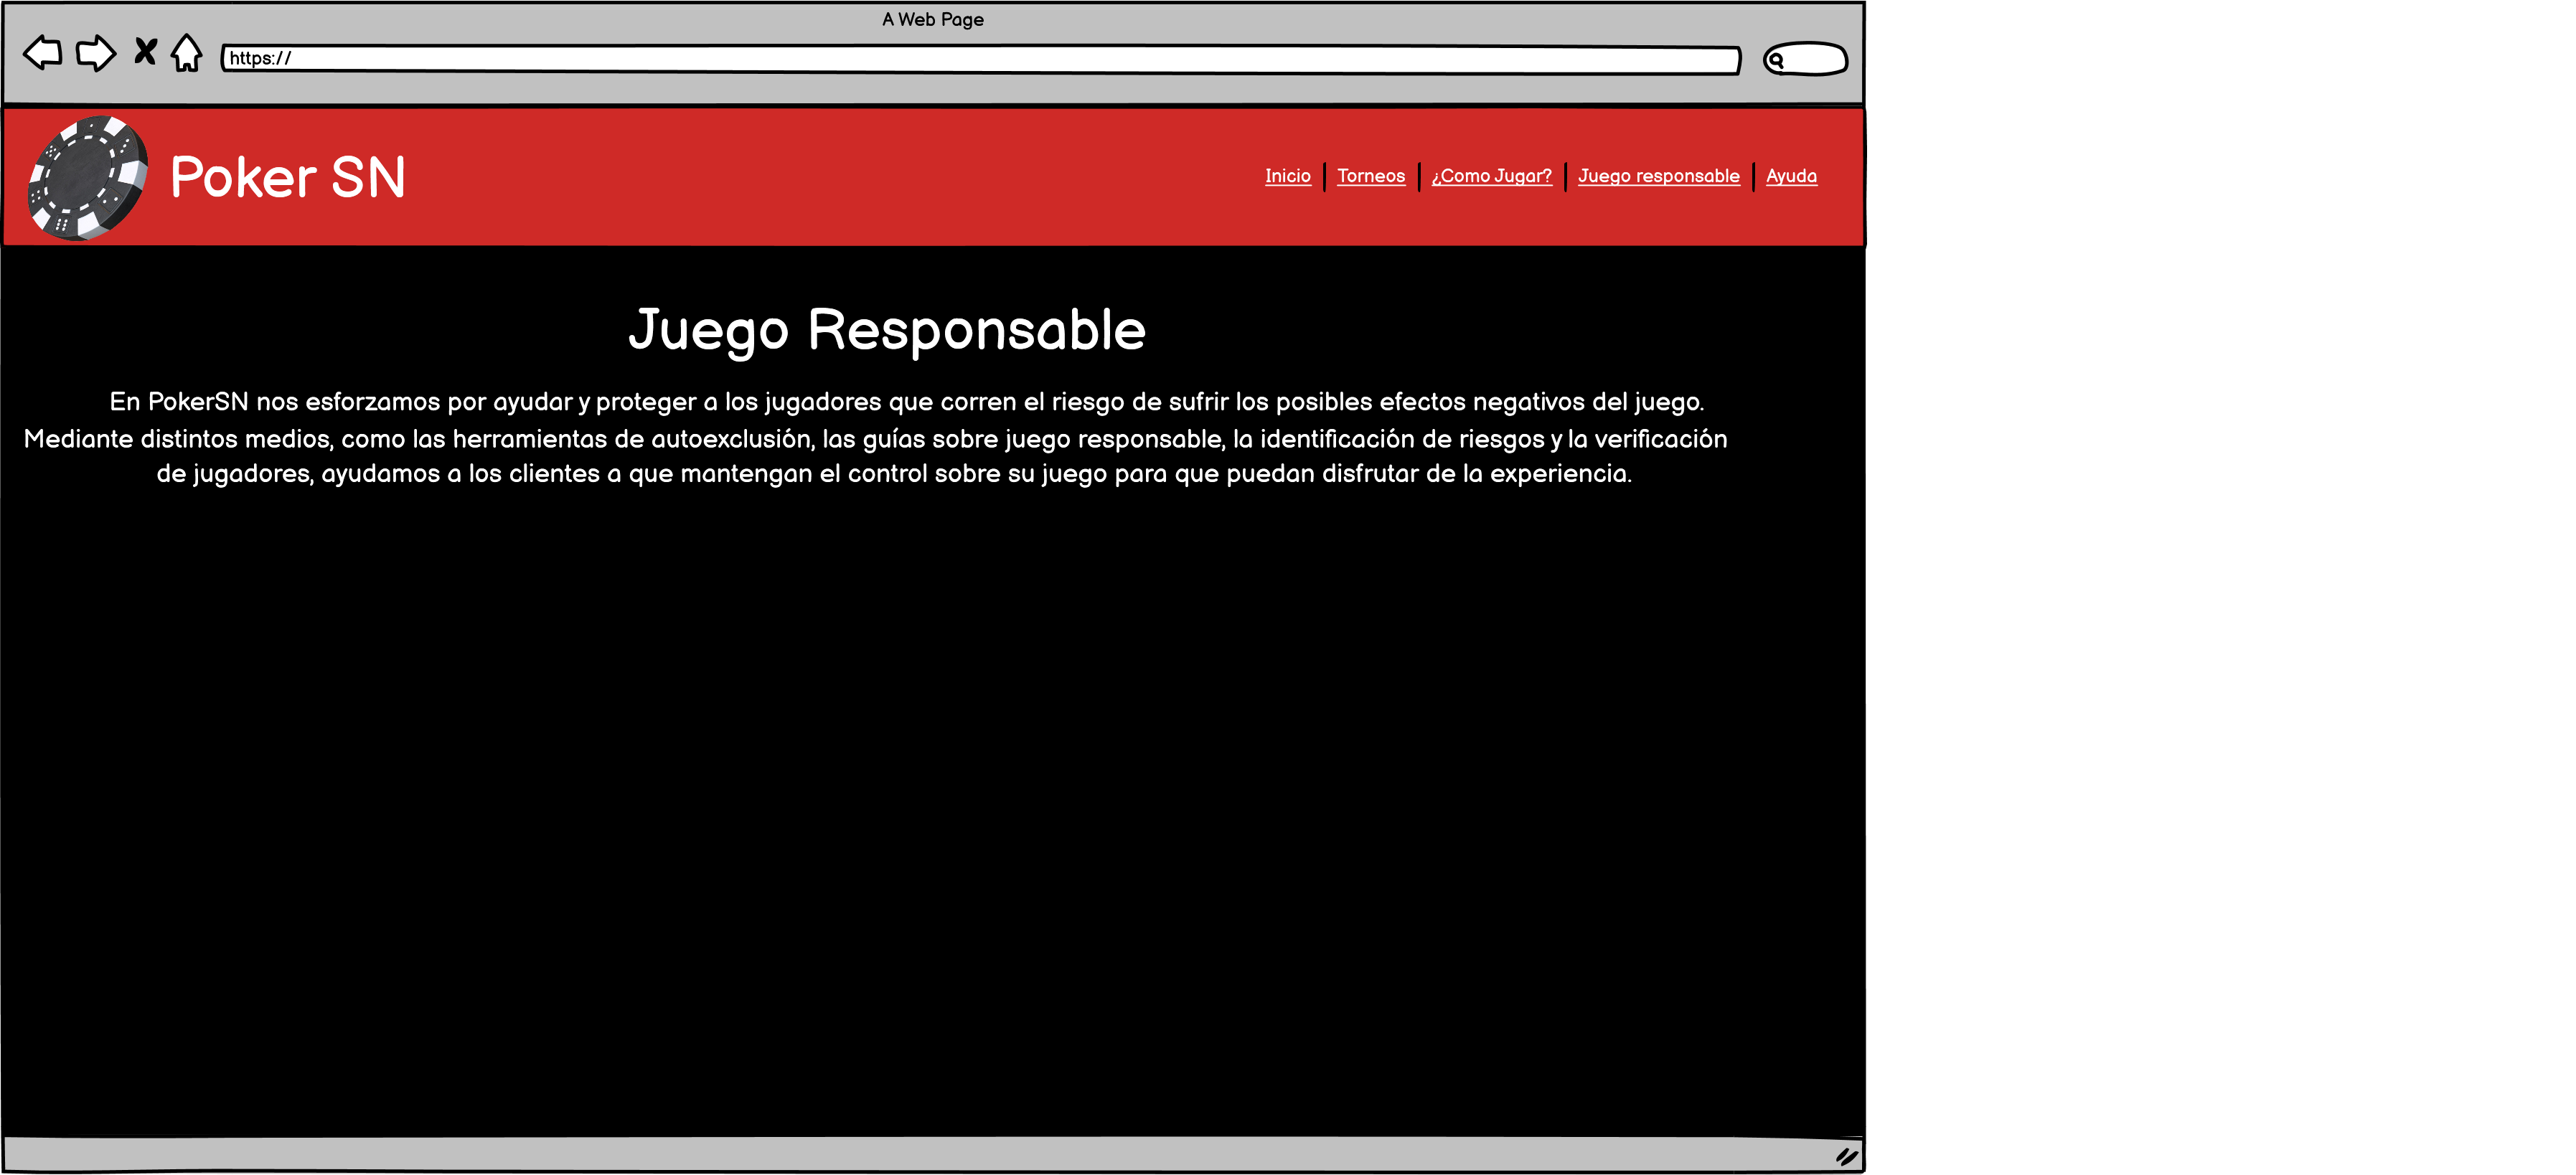 A Web Page
https://
Poker SN
Inicio | Torneos | ¿Como Jugar? | Juego responsable | Ayuda
Juego Responsable
En PokerSN nos esforzamos por ayudar y proteger a los jugadores que corren el riesgo de sufrir los posibles efectos negativos del juego.
Mediante distintos medios, como las herramientas de autoexclusión, las guías sobre juego responsable, la identificación de riesgos y la verificación
de jugadores, ayudamos a los clientes a que mantengan el control sobre su juego para que puedan disfrutar de la experiencia.